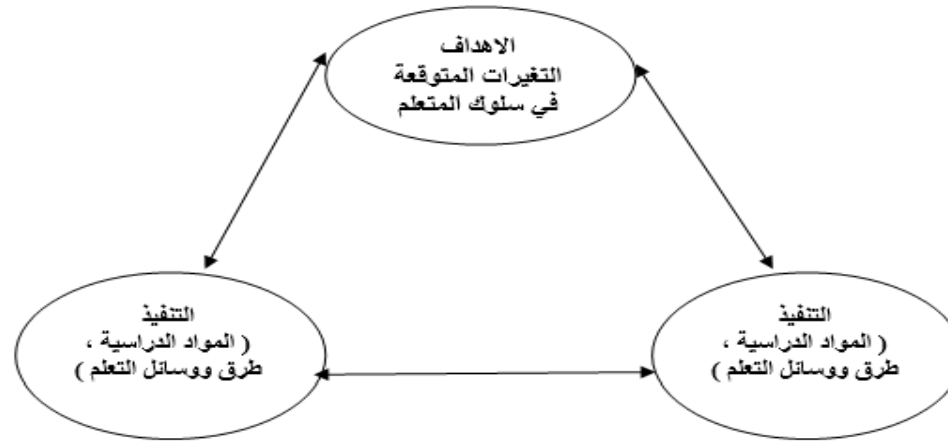 الاهداف
التغيرات المتوقعة
في سلوك المتعلم
التنفيذ
( المواد الدراسية ،
طرق ووسائل التعلم )
التنفيذ
( المواد الدراسية ،
طرق ووسائل التعلم )